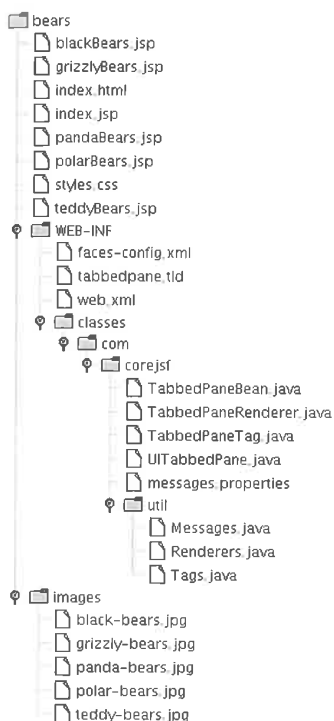 bears
blackBears.jsp
grizzlyBears.jsp
index.html
index.jsp
pandaBears.jsp
polarBears.jsp
styles.css
teddyBears.jsp
WEB-INF
faces-config.xml
tabbedpane.tld
web.xml
classes
com
corejsf
TabbedPaneBean.java
TabbedPaneRenderer.java
TabbedPaneTag.java
UITabbedPane.java
messages.properties
util
Messages.java
Renderers.java
Tags.java
images
black-bears.jpg
grizzly-bears.jpg
panda-bears.jpg
polar-bears.jpg
teddy-bears.jpg